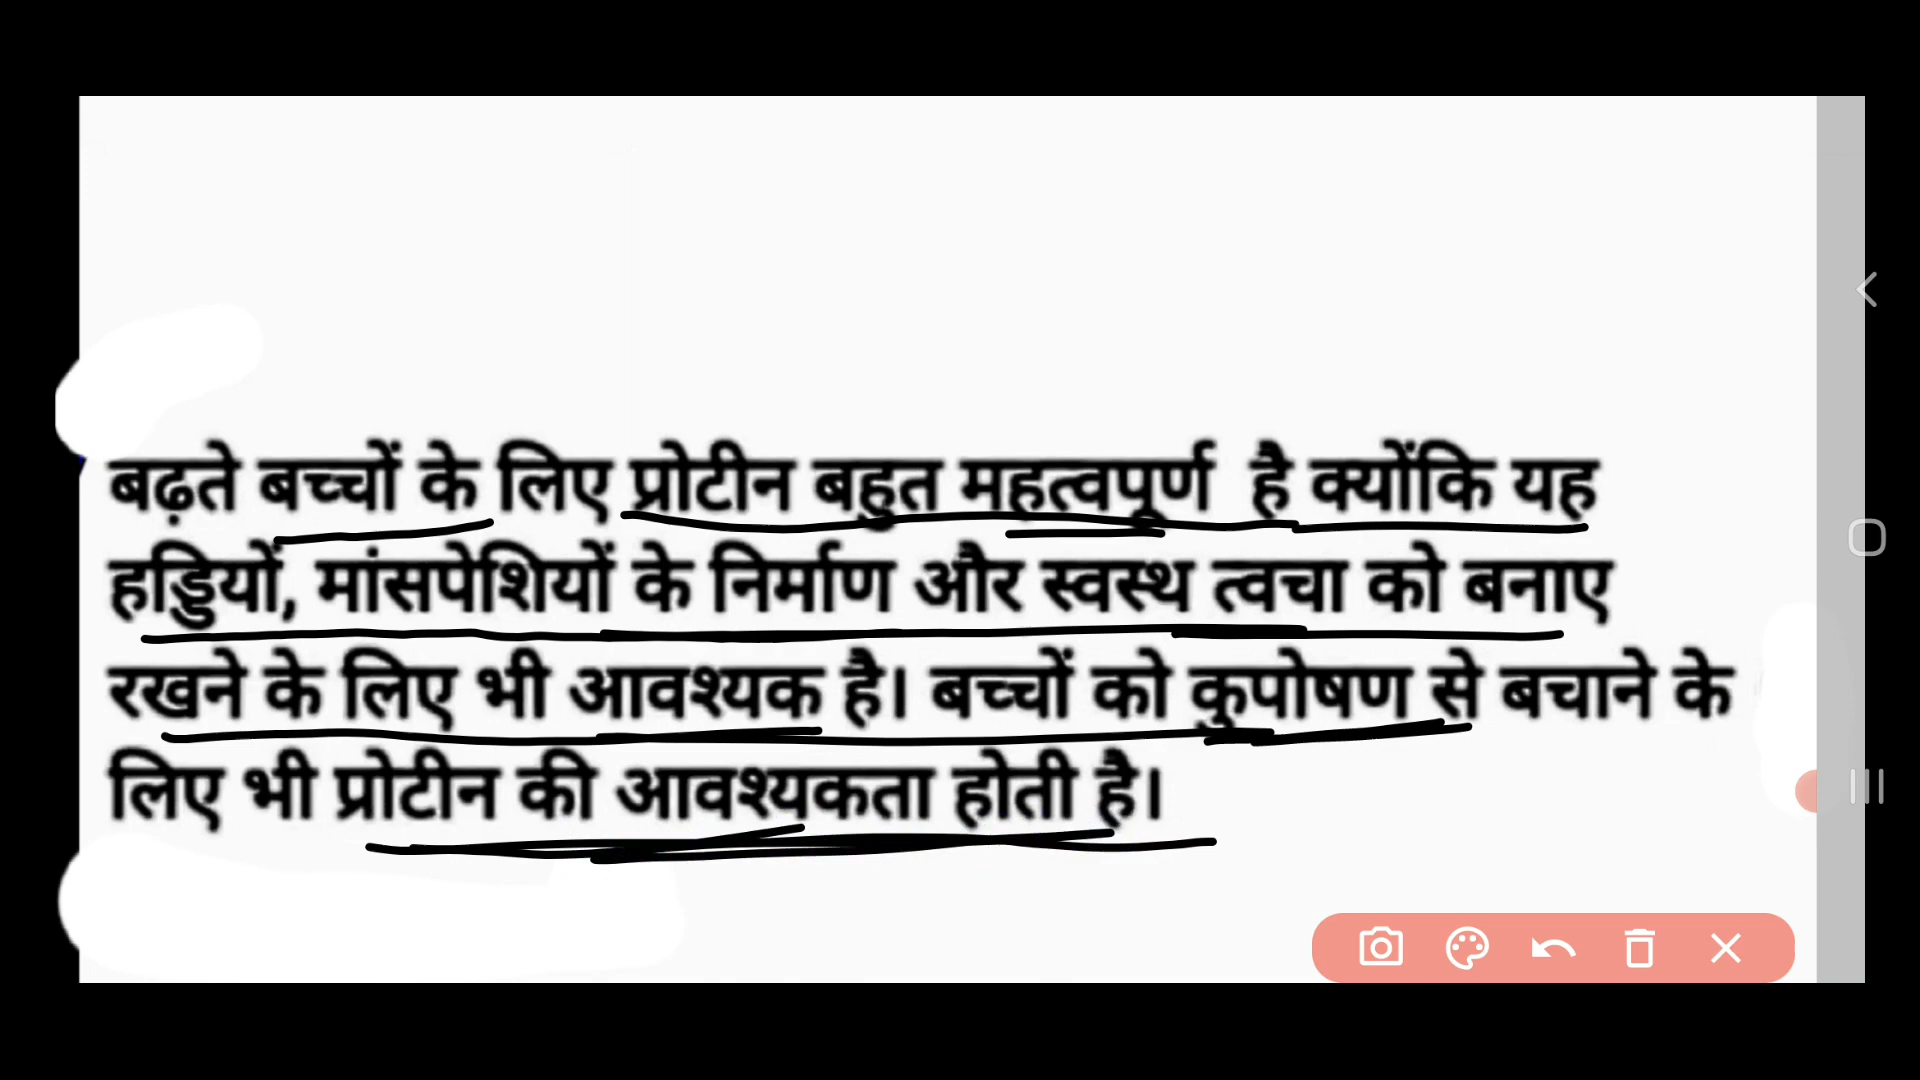 बढ़ते बच्चों के लिए प्रोटीन बहुत महत्वपूर्ण है क्योंकि यह
हड्डियों, मांसपेशियों के निर्माण और स्वस्थ त्वचा को बनाए
रखने के लिए भी आवश्यक है। बच्चों को कुपोषण से बचाने के
लिए भी प्रोटीन की आवश्यकता होती है।